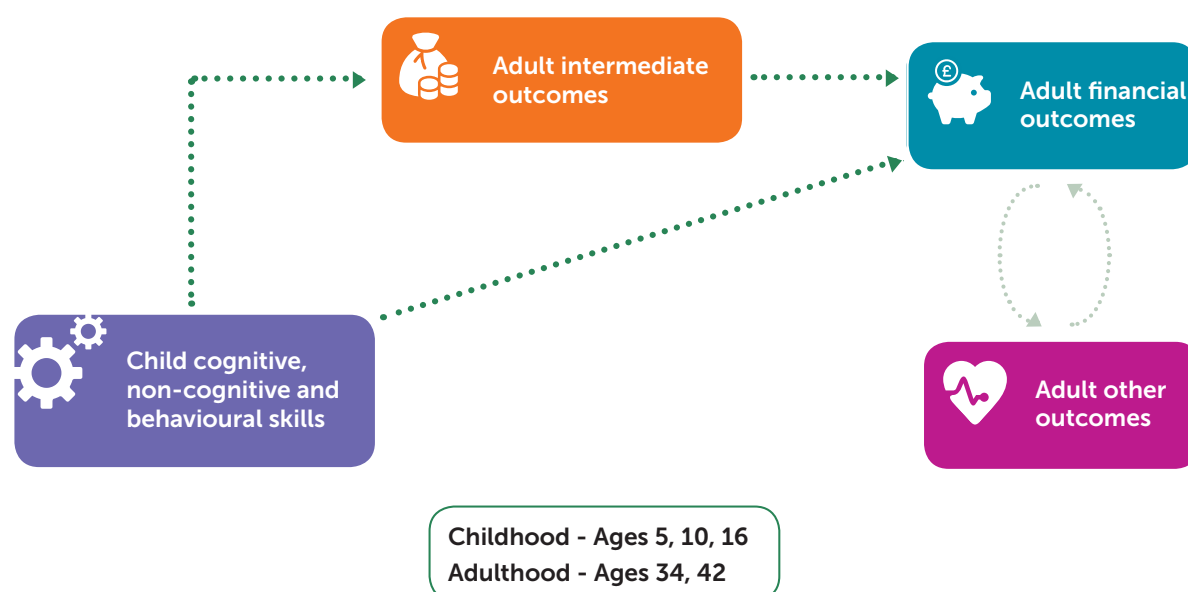 Adult intermediate
outcomes
£
Adult financial
outcomes
Child cognitive,
non-cognitive and
behavioural skills
Adult other
outcomes
Childhood - Ages 5, 10, 16
Adulthood - Ages 34, 42